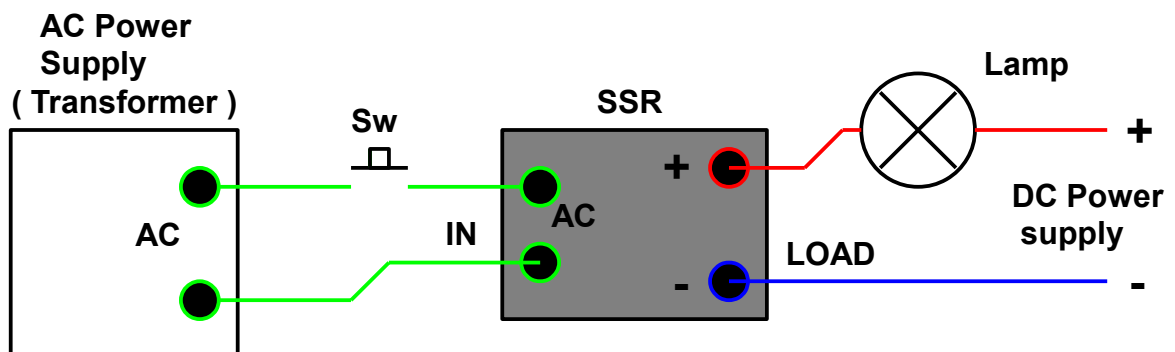 AC Power
Supply
( Transformer )
AC
Sw
IN
SSR
AC
+
-
LOAD
Lamp
+
DC Power
supply
-